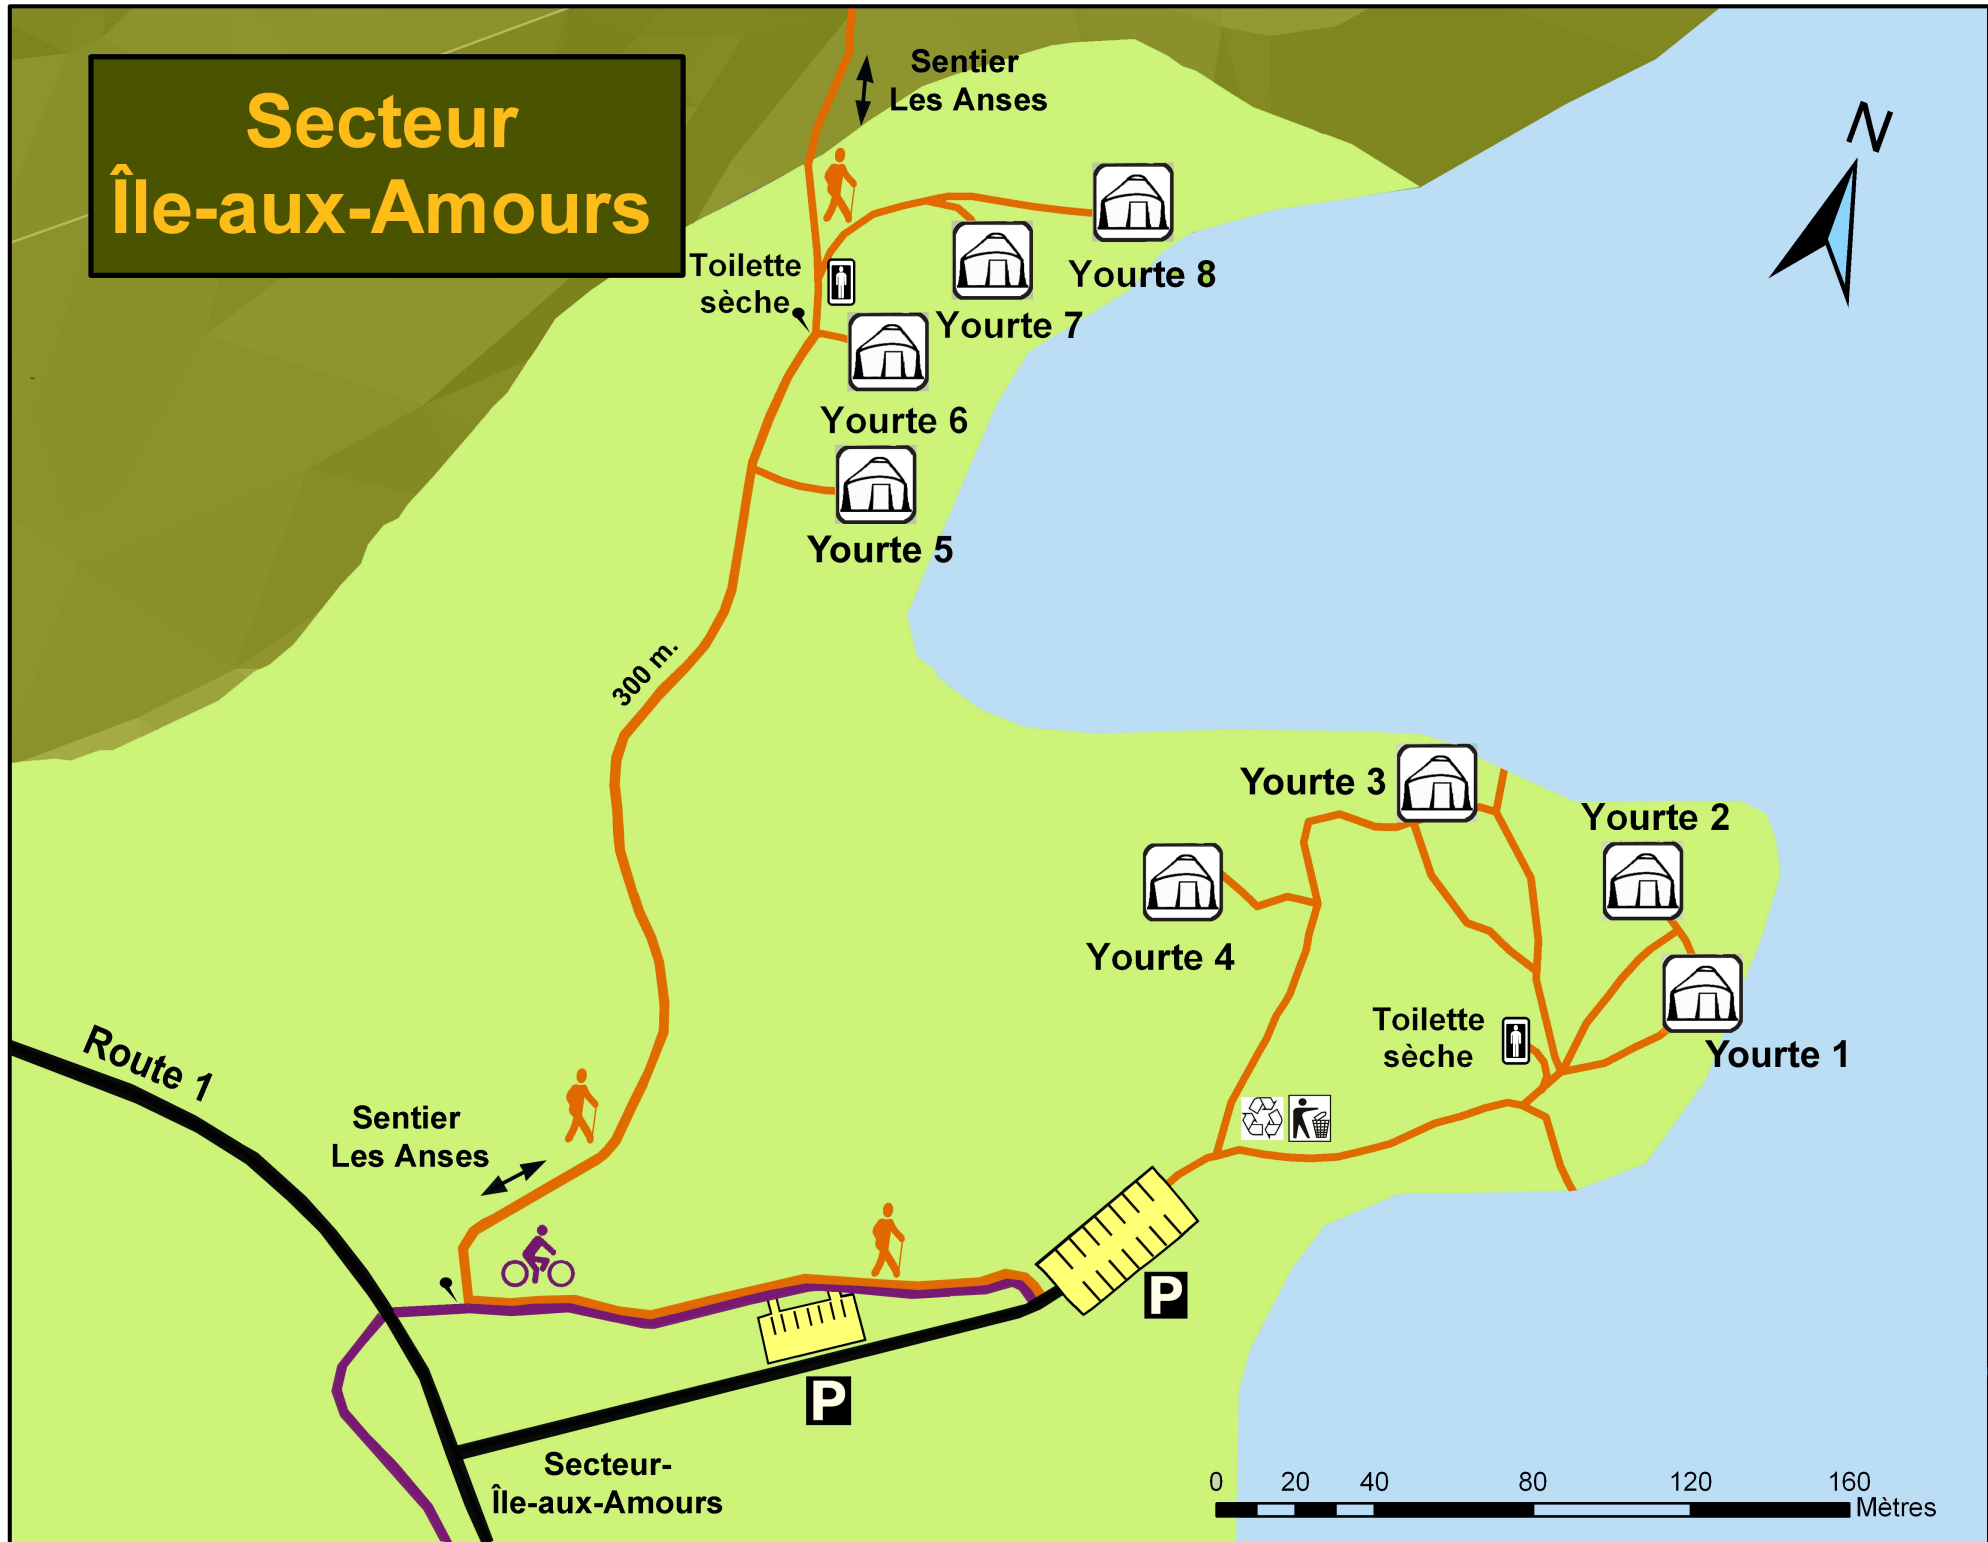 Secteur
Île-aux-Amours
Sentier
Les Anses
N
Toilette
sèche
Yourte 8
Yourte 7
Yourte 6
Yourte 5
300 m.
Yourte 3
Yourte 2
Yourte 4
Toilette
sèche
Yourte 1
Route 1
Sentier
Les Anses
P
P
Secteur-
Île-aux-Amours
0 20 40 80 120 160
Mètres